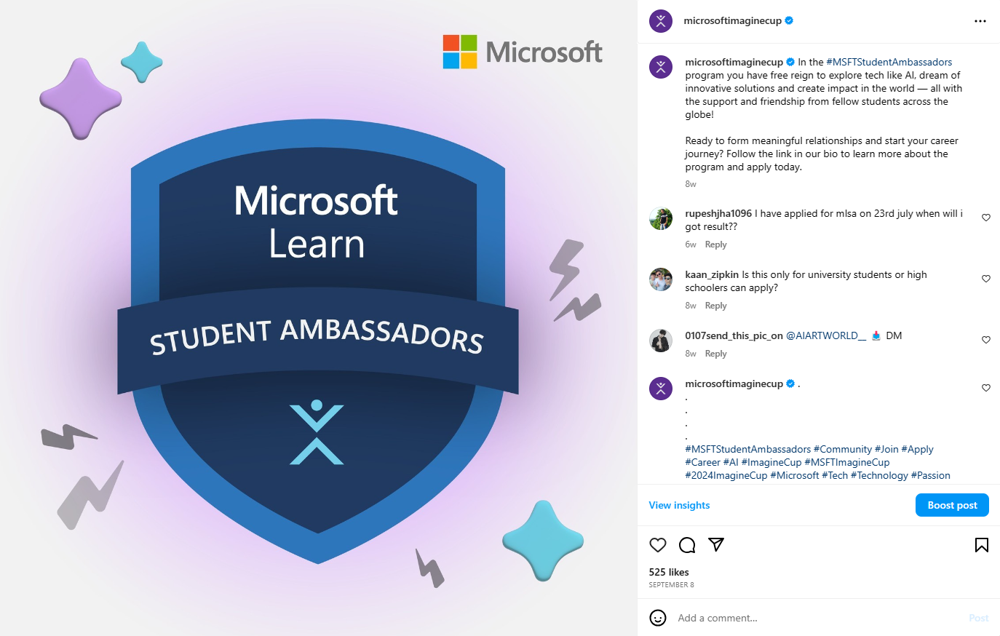 Microsoft
Microsoft
Learn
STUDENT AMBASSADORS
microsoftimaginecup
microsoftimaginecup In the #MSFTStudentAmbassadors
program you have free reign to explore tech like AI, dream of
innovative solutions and create impact in the world — all with
the support and friendship from fellow students across the
globe!
Ready to form meaningful relationships and start your career
journey? Follow the link in our bio to learn more about the
program and apply today.
8w
rupeshjha1096 I have applied for mlsa on 23rd july when will i
got result??
6w Reply
kaan_zipkin Is this only for university students or high
schoolers can apply?
8w Reply
0107send_this_pic_on @AIARTWORLD__ 📩 DM
8w Reply
microsoftimaginecup .
.
.
.
.
#MSFTStudentAmbassadors #Community #Join #Apply
#Career #AI #ImagineCup #MSFTImagineCup
#2024ImagineCup #Microsoft #Tech #Technology #Passion
View insights
Boost post
525 likes
SEPTEMBER 8
Add a comment...
Post